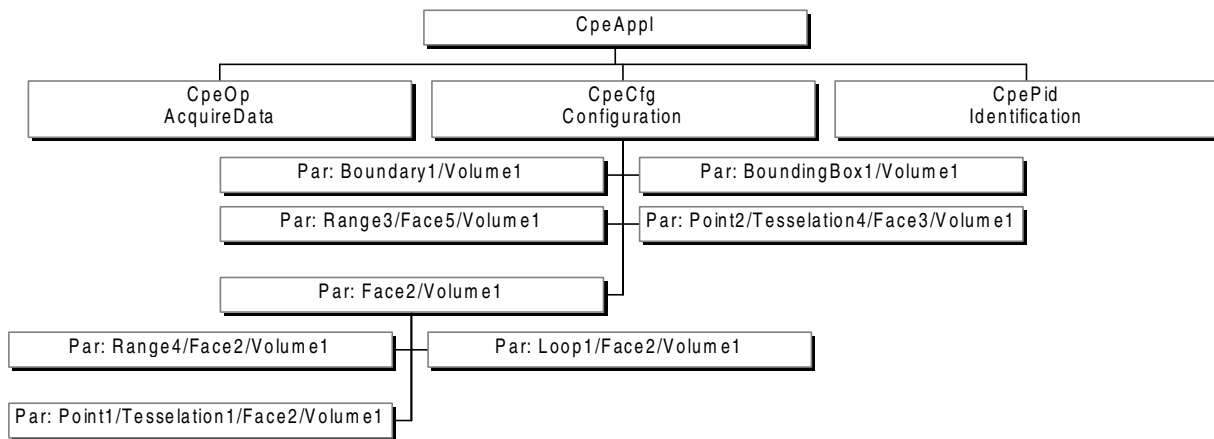 CpeAppl
CpeOp
AcquireData
CpeCfg
Configuration
CpePid
Identification
Par: Boundary1/Volume1
Par: BoundingBox1/Volume1
Par: Range3/Face5/Volume1
Par: Point2/Tesselation4/Face3/Volume1
Par: Face2/Volume1
Par: Range4/Face2/Volume1
Par: Loop1/Face2/Volume1
Par: Point1/Tesselation1/Face2/Volume1